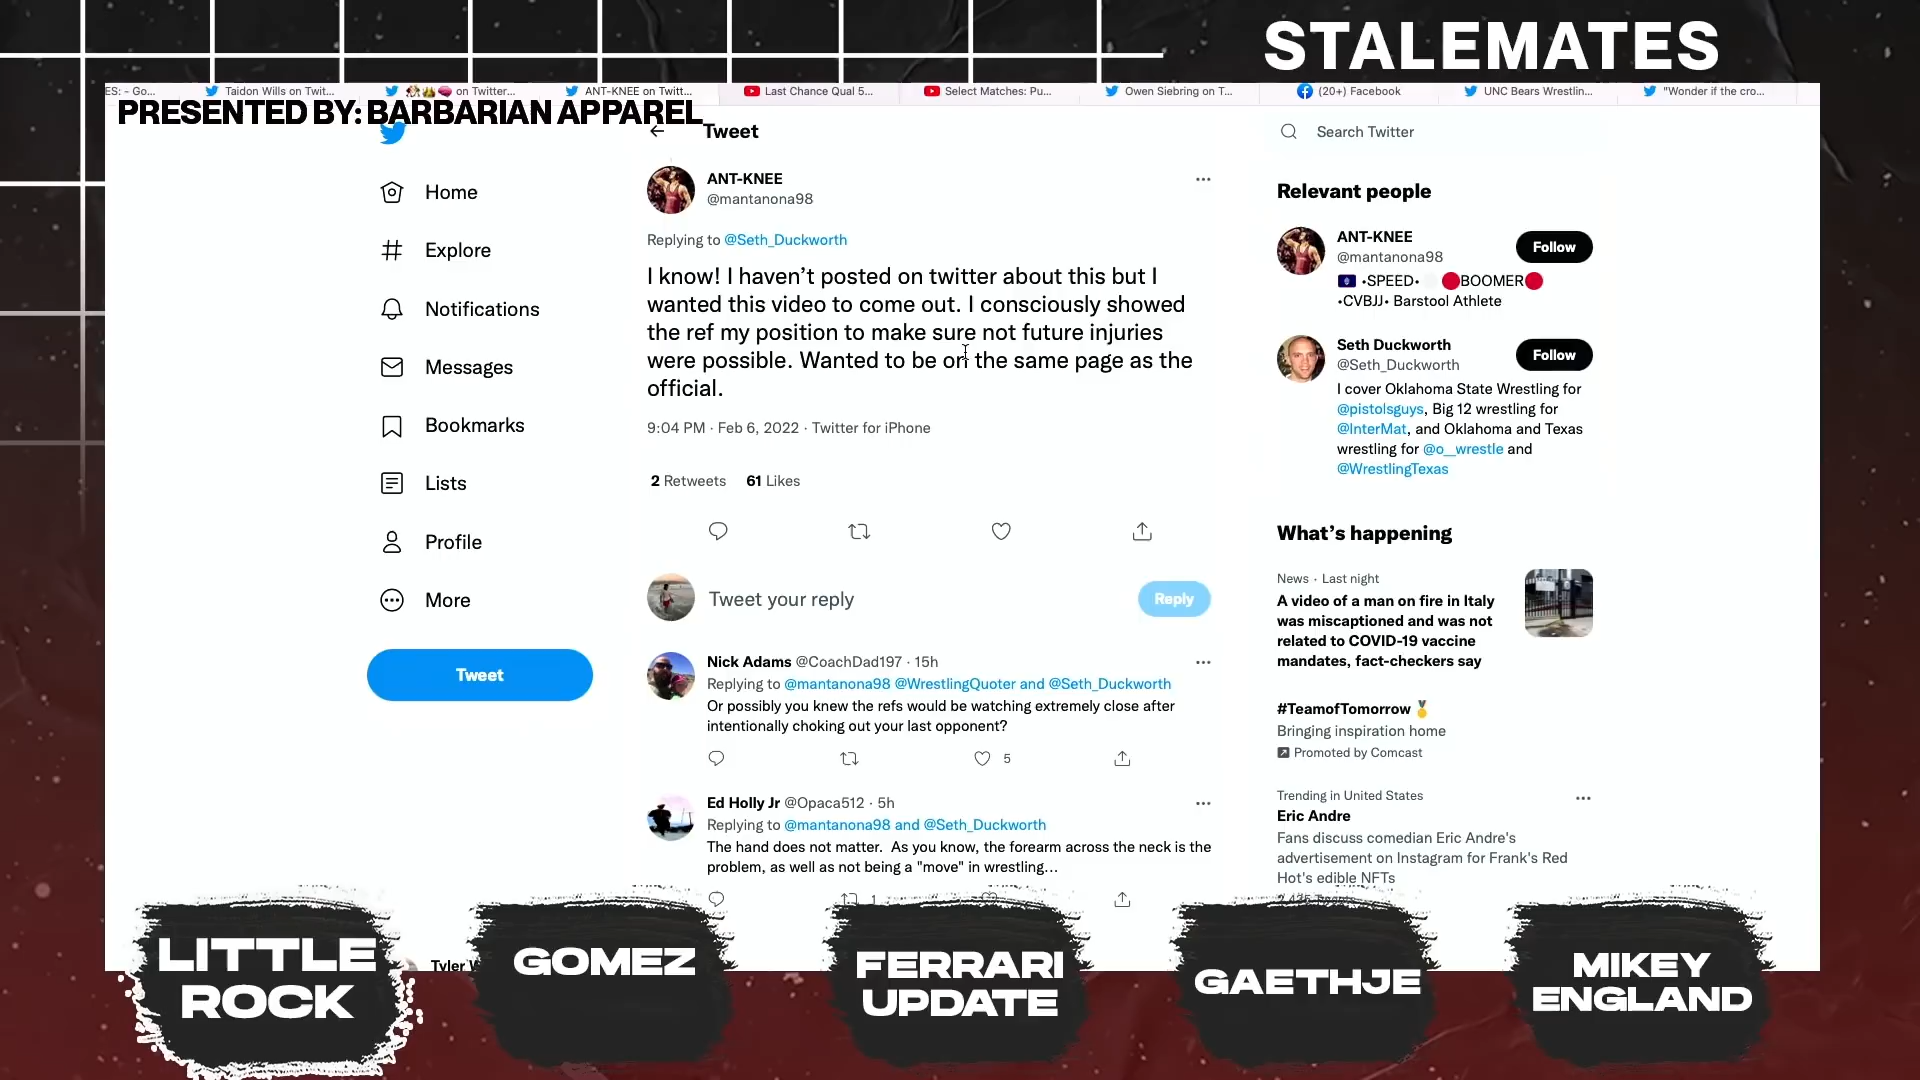 STALEMATES
ES: - Go...
Taidon Wills on Twit...
on Twitter...
ANT-KNEE on Twitt...
Last Chance Qual 5...
Select Matches: Pu...
Owen Siebring on T...
(20+) Facebook
UNC Bears Wrestlin...
"Wonder if the cro...
PRESENTED BY: BARBARIAN APPAREL
Home
Explore
Notifications
Messages
Bookmarks
Lists
Profile
More
Tweet
Tweet
ANT-KNEE
@mantanona98
Replying to @Seth_Duckworth
I know! I haven't posted on twitter about this but I
wanted this video to come out. I consciously showed
the ref my position to make sure not future injuries
were possible. Wanted to be on the same page as the
official.
9:04 PM · Feb 6, 2022 · Twitter for iPhone
2 Retweets 61 Likes
Tweet your reply
Reply
Nick Adams @CoachDad197 · 15h
Replying to @mantanona98 @WrestlingQuoter and @Seth_Duckworth
Or possibly you knew the refs would be watching extremely close after
intentionally choking out your last opponent?
5
Ed Holly Jr @Opaca512 · 5h
Replying to @mantanona98 and @Seth_Duckworth
The hand does not matter. As you know, the forearm across the neck is the
problem, as well as not being a "move" in wrestling...
1
Tyler
Search Twitter
Relevant people
ANT-KNEE
@mantanona98
Follow
•SPEED• BOOMER
•CVBJJ• Barstool Athlete
Seth Duckworth
@Seth_Duckworth
Follow
I cover Oklahoma State Wrestling for
@pistolsguys, Big 12 wrestling for
@InterMat, and Oklahoma and Texas
wrestling for @o__wrestle and
@WrestlingTexas
What's happening
News · Last night
A video of a man on fire in Italy
was miscaptioned and was not
related to COVID-19 vaccine
mandates, fact-checkers say
#TeamofTomorrow
Bringing inspiration home
Promoted by Comcast
Trending in United States
Eric Andre
Fans discuss comedian Eric Andre's
advertisement on Instagram for Frank's Red
Hot's edible NFTs
LITTLE
ROCK
GOMEZ
FERRARI
UPDATE
GAETHJE
MIKEY
ENGLAND